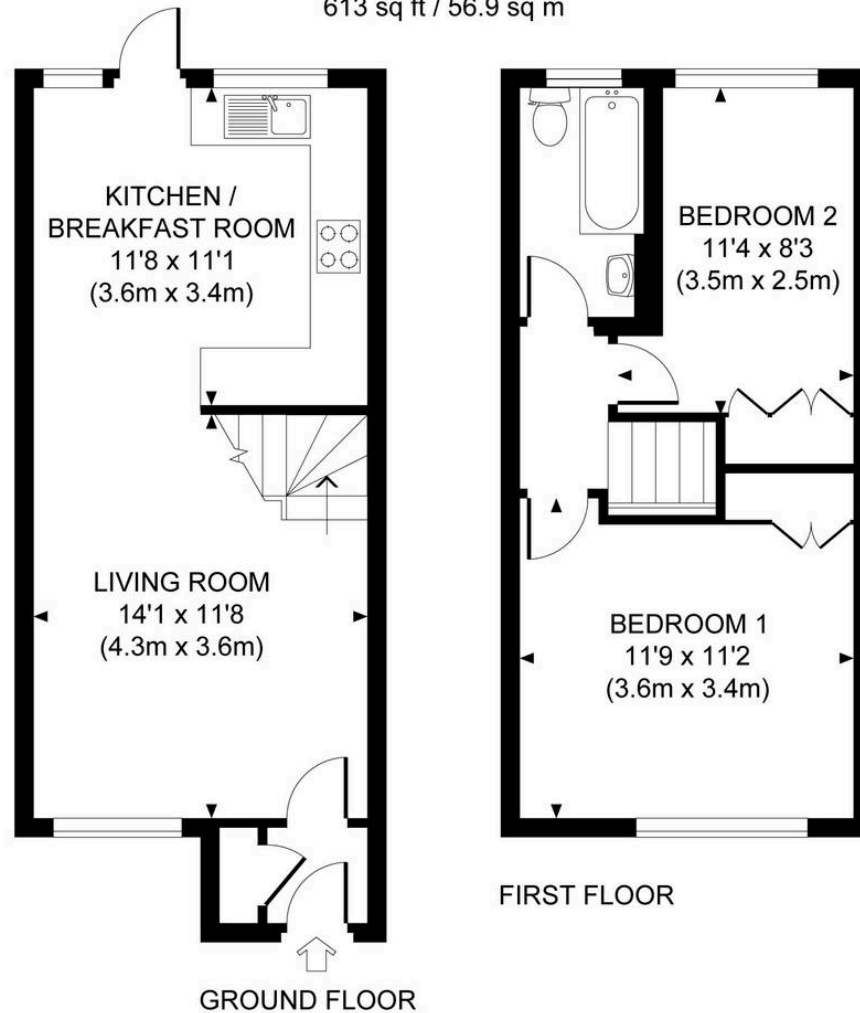 613 sq ft / 56.9 sq m
KITCHEN /
BREAKFAST ROOM
11'8 x 11'1
(3.6m x 3.4m)
LIVING ROOM
14'1 x 11'8
(4.3m x 3.6m)
GROUND FLOOR
BEDROOM 2
11'4 x 8'3
(3.5m x 2.5m)
BEDROOM 1
11'9 x 11'2
(3.6m x 3.4m)
FIRST FLOOR